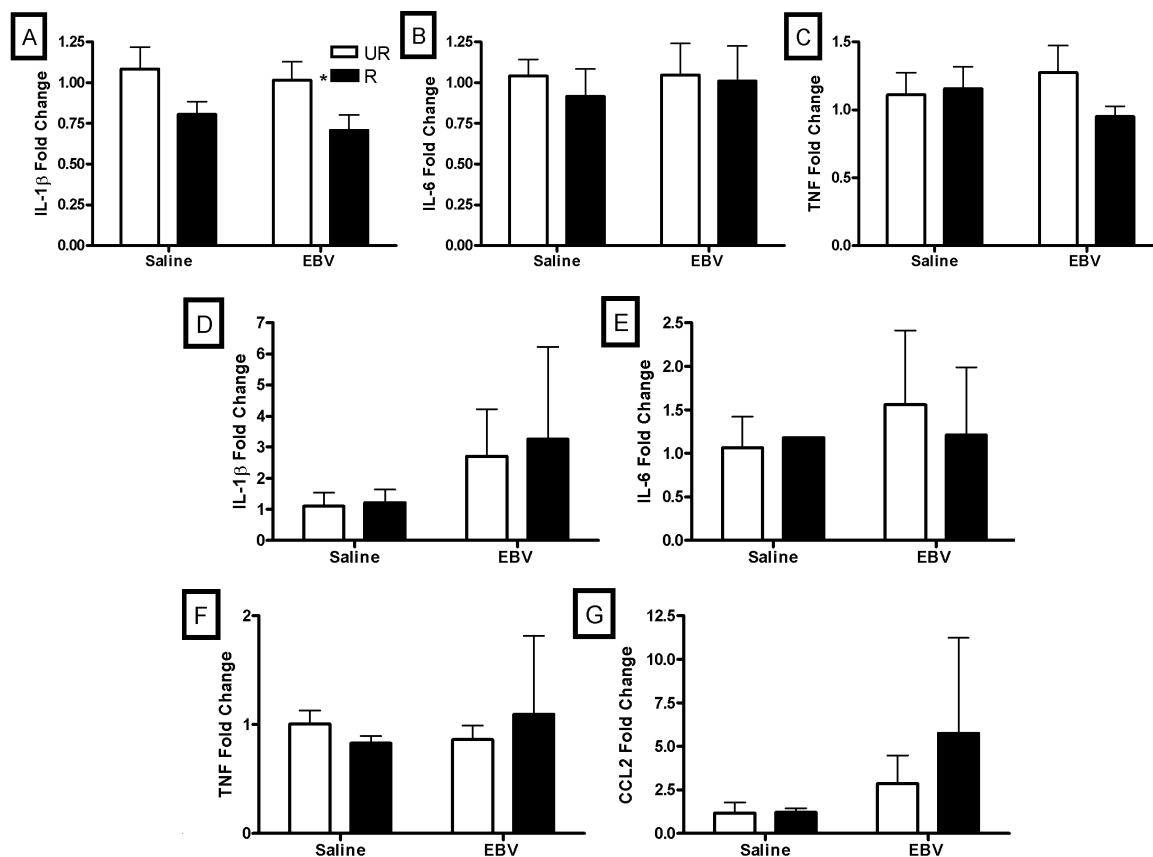 A
IL-1β Fold Change
1.25
1.00
0.75
0.50
0.25
0.00
Saline
EBV
UR
* R
B
IL-6 Fold Change
1.25
1.00
0.75
0.50
0.25
0.00
Saline
EBV
C
TNF Fold Change
1.5
1.0
0.5
0.0
Saline
EBV
D
IL-1β Fold Change
7
6
5
4
3
2
1
0
Saline
EBV
E
IL-6 Fold Change
2.5
2.0
1.5
1.0
0.5
0.0
Saline
EBV
F
TNF Fold Change
2
1
0
Saline
EBV
G
CCL2 Fold Change
12.5
10.0
7.5
5.0
2.5
0.0
Saline
EBV